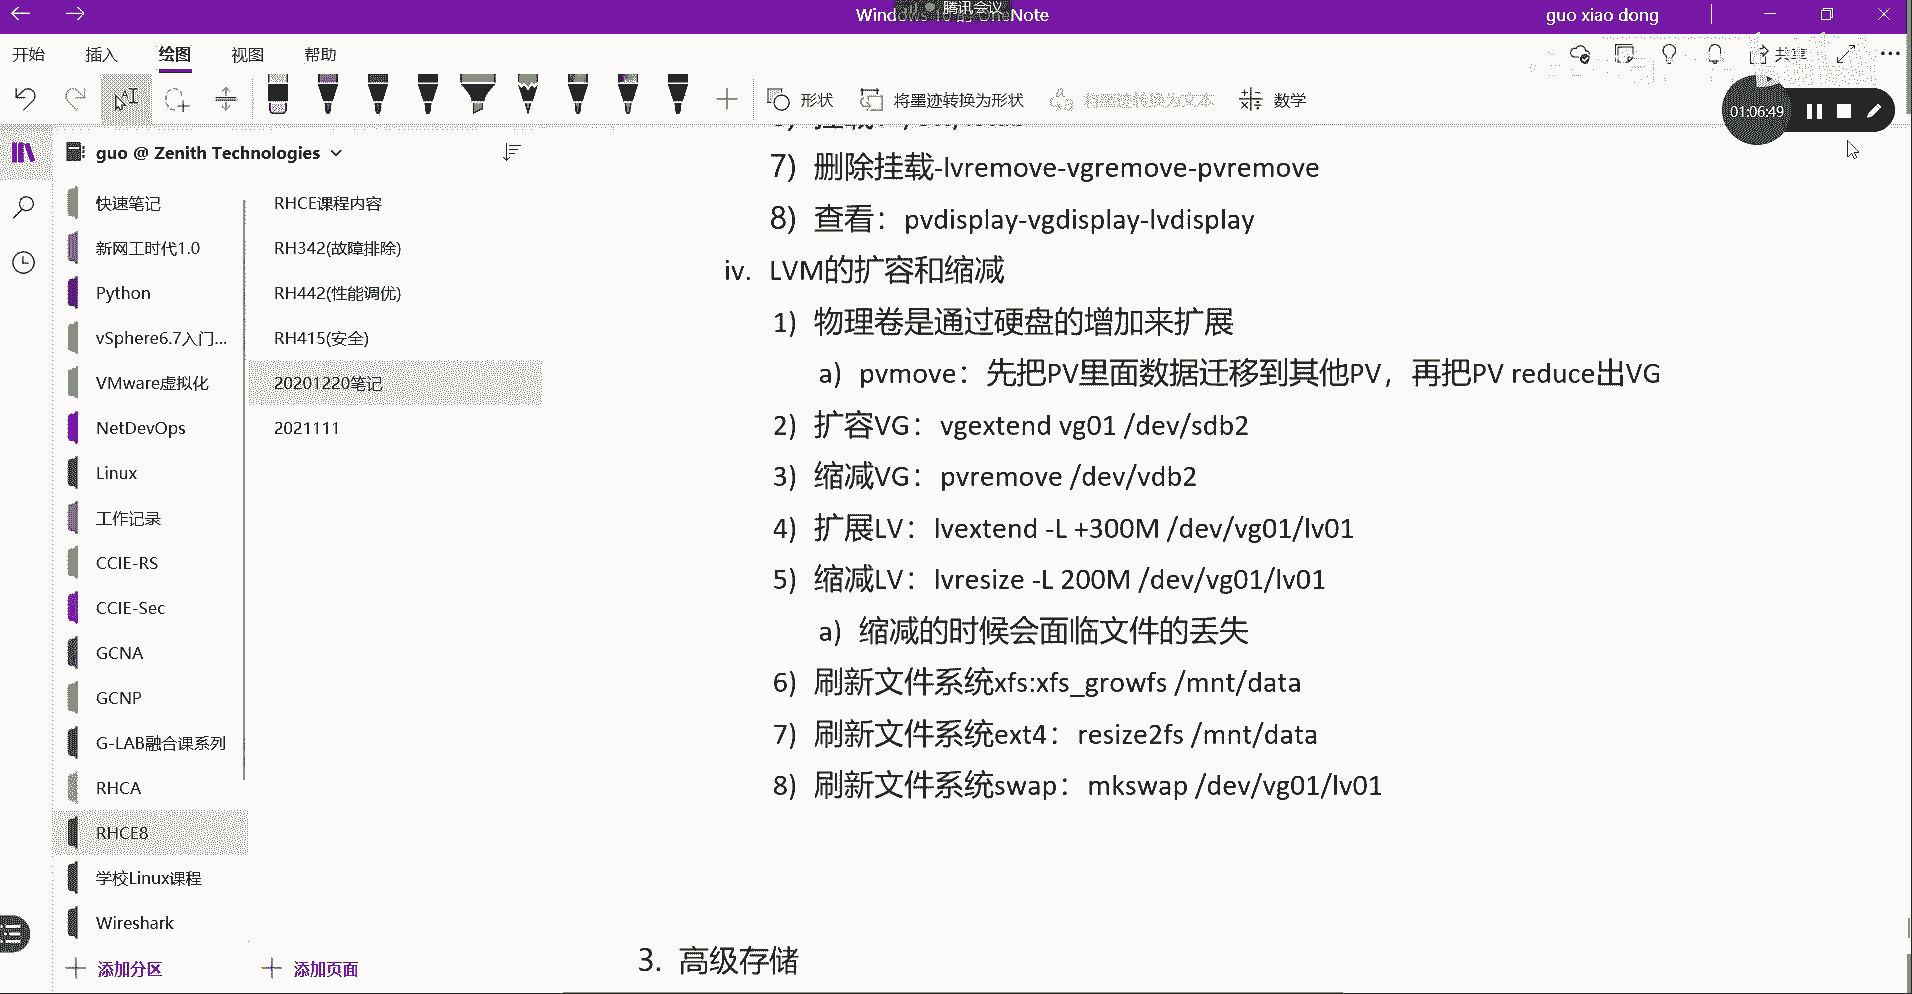 腾讯会议
guo xiao dong
开始 插入 绘图 视图 帮助
共享
形状 将墨迹转换为形状 将墨迹转换为文本 数学
01:06:49
guo @ Zenith Technologies
快速笔记
新网工时代1.0
Python
vSphere6.7入门...
VMware虚拟化
NetDevOps
Linux
工作记录
CCIE-RS
CCIE-Sec
GCNA
GCNP
G-LAB融合课系列
RHCA
RHCE8
学校Linux课程
Wireshark
添加分区
RHCE课程内容
RH342(故障排除)
RH442(性能调优)
RH415(安全)
20201220笔记
2021111
添加页面
7) 删除挂载-lvremove-vgremove-pvremove
8) 查看：pvdisplay-vgdisplay-lvdisplay
iv. LVM的扩容和缩减
1) 物理卷是通过硬盘的增加来扩展
a) pvmove：先把PV里面数据迁移到其他PV，再把PV reduce出VG
2) 扩容VG：vgextend vg01 /dev/sdb2
3) 缩减VG：pvremove /dev/vdb2
4) 扩展LV：lvextend -L +300M /dev/vg01/lv01
5) 缩减LV：lvresize -L 200M /dev/vg01/lv01
a) 缩减的时候会面临文件的丢失
6) 刷新文件系统xfs:xfs_growfs /mnt/data
7) 刷新文件系统ext4：resize2fs /mnt/data
8) 刷新文件系统swap：mkswap /dev/vg01/lv01
3. 高级存储